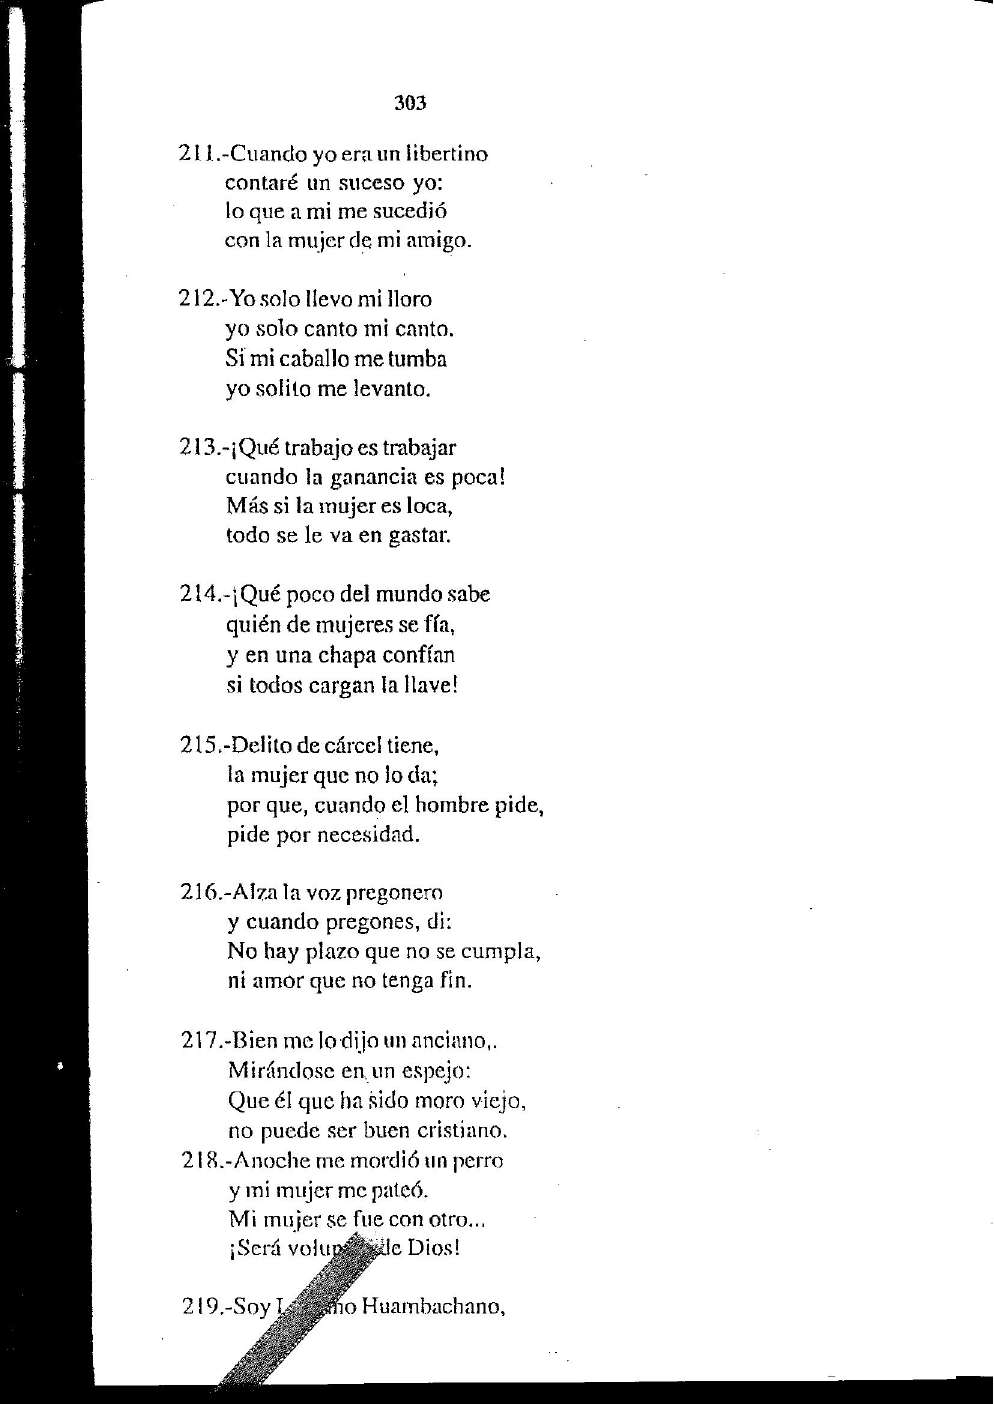 303
211.-Cuando yo era un libertino
contaré un suceso yo:
lo que a mi me sucedió
con la mujer de mi amigo.
212.-Yo solo llevo mi lloro
yo solo canto mi canto.
Si mi caballo me tumba
yo solito me levanto.
213.-¡Qué trabajo es trabajar
cuando la ganancia es poca!
Más si la mujer es loca,
todo se le va en gastar.
214.-¡Qué poco del mundo sabe
quién de mujeres se fía,
y en una chapa confían
si todos cargan la llave!
215.-Delito de cárcel tiene,
la mujer que no lo da;
por que, cuando el hombre pide,
pide por necesidad.
216.-Alza la voz pregonero
y cuando pregones, di:
No hay plazo que no se cumpla,
ni amor que no tenga fin.
217.-Bien me lo dijo un anciano,.
Mirándose en un espejo:
Que él que ha sido moro viejo,
no puede ser buen cristiano.
218.-Anoche me mordió un perro
y mi mujer me pateó.
Mi mujer se fue con otro...
¡Será de Dios!
219.-Soy Huambachano,